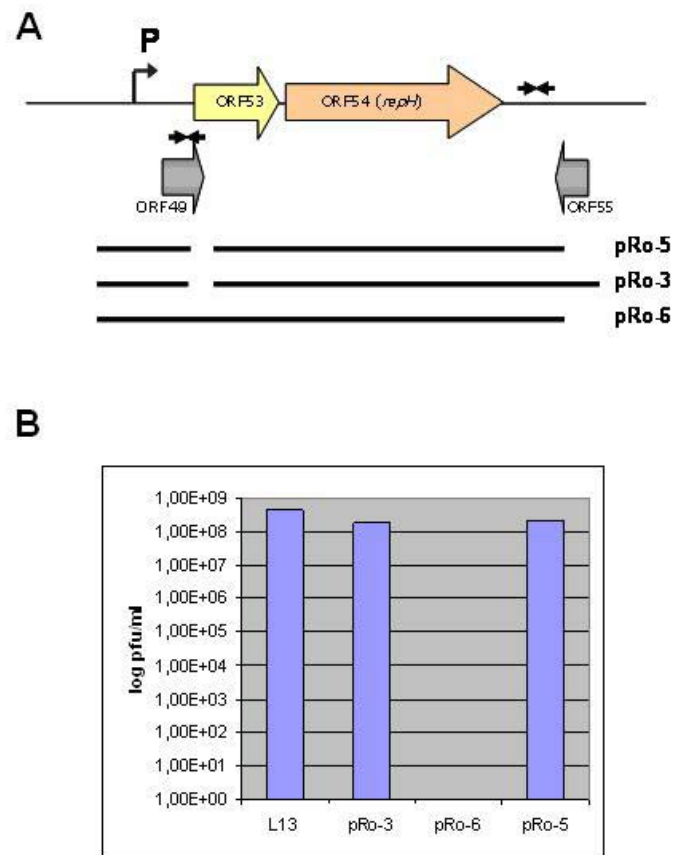 A
P
ORF53
ORF54 (repH)
ORF49
ORF55
pRo-5
pRo-3
pRo-6
B
log pfu/ml
1,00E+09
1,00E+08
1,00E+07
1,00E+06
1,00E+05
1,00E+04
1,00E+03
1,00E+02
1,00E+01
1,00E+00
L13 pRo-3 pRo-6 pRo-5